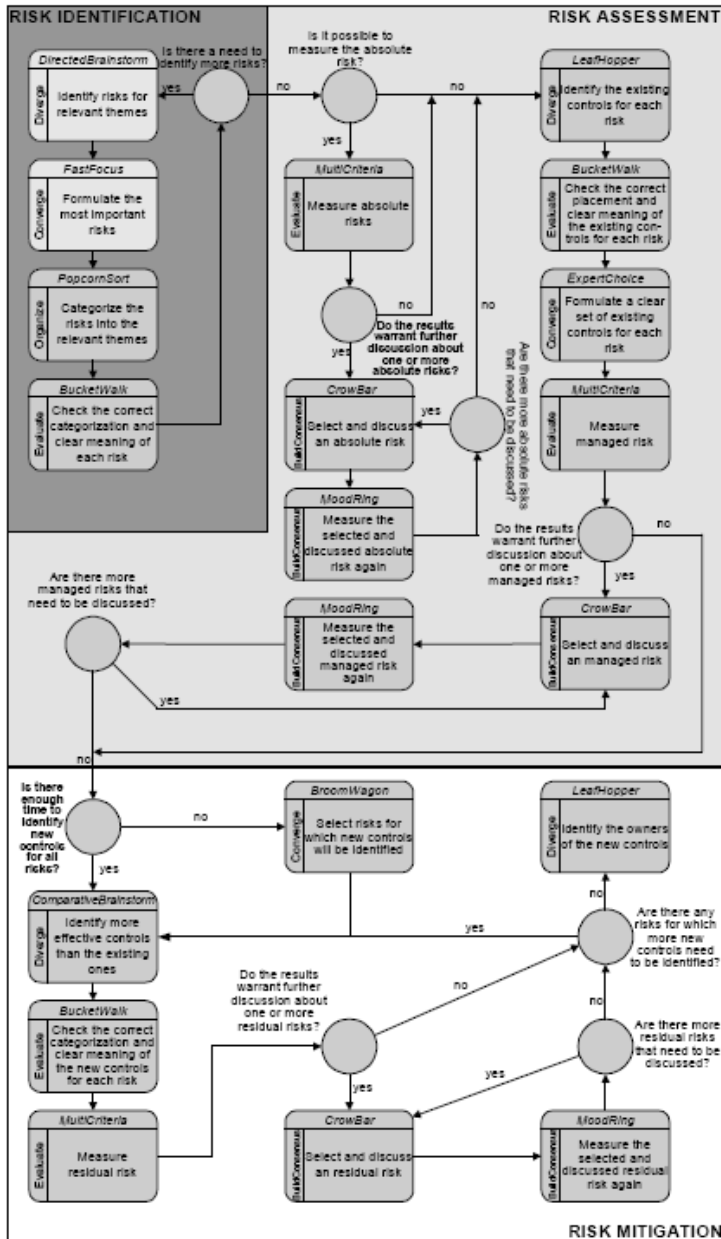 RISK IDENTIFICATION
DirectedBrainstorm
Diverge
Identify risks for
relevant themes
Is there a need to
identify more risks?
yes
no
FastFocus
Converge
Formulate the
most important
risks
PopcornSort
Organize
Categorize the
risks into the
relevant themes
BucketWalk
Evaluate
Check the correct
categorization and
clear meaning of
each risk
RISK ASSESSMENT
Is it possible to
measure the absolute
risk?
no
yes
MultiCriteria
Evaluate
Measure absolute
risks
no
Do the results
warrant further
discussion about
one or more
absolute risks?
yes
CrowBar
BuildConsensus
Select and discuss
an absolute risk
yes
no
Are there more absolute risks
that need to be
discussed?
MoodRing
BuildConsensus
Measure the
selected and
discussed absolute
risk again
LeafHopper
Diverge
Identify the existing
controls for each
risk
BucketWalk
Evaluate
Check the correct
placement and
clear meaning of
the existing con-
trols for each risk
ExpertChoice
Converge
Formulate a clear
set of existing
controls for each
risk
MultiCriteria
Evaluate
Measure
managed risk
Do the results
warrant further
discussion about
one or more
managed risks?
no
yes
CrowBar
BuildConsensus
Select and discuss
an managed risk
MoodRing
BuildConsensus
Measure the
selected and
discussed
managed risk
again
Are there more
managed risks that
need to be discussed?
yes
no
Is there
enough
time to
identify
new
controls
for all
risks?
no
yes
BroomWagon
Converge
Select risks for
which new controls
will be identified
LeafHopper
Diverge
Identify the owners
of the new controls
no
Are there any
risks for which
more new
controls need
to be identified?
yes
ComparativeBrainstorm
Diverge
Identify more
effective controls
than the existing
ones
BucketWalk
Evaluate
Check the correct
categorization and
clear meaning of
the new controls
for each risk
MultiCriteria
Evaluate
Measure
residual risk
Do the results
warrant further
discussion about
one or more
residual risks?
no
yes
CrowBar
BuildConsensus
Select and discuss
an residual risk
yes
no
Are there more
residual risks
that need to be
discussed?
MoodRing
BuildConsensus
Measure the
selected and
discussed residual
risk again
RISK MITIGATION